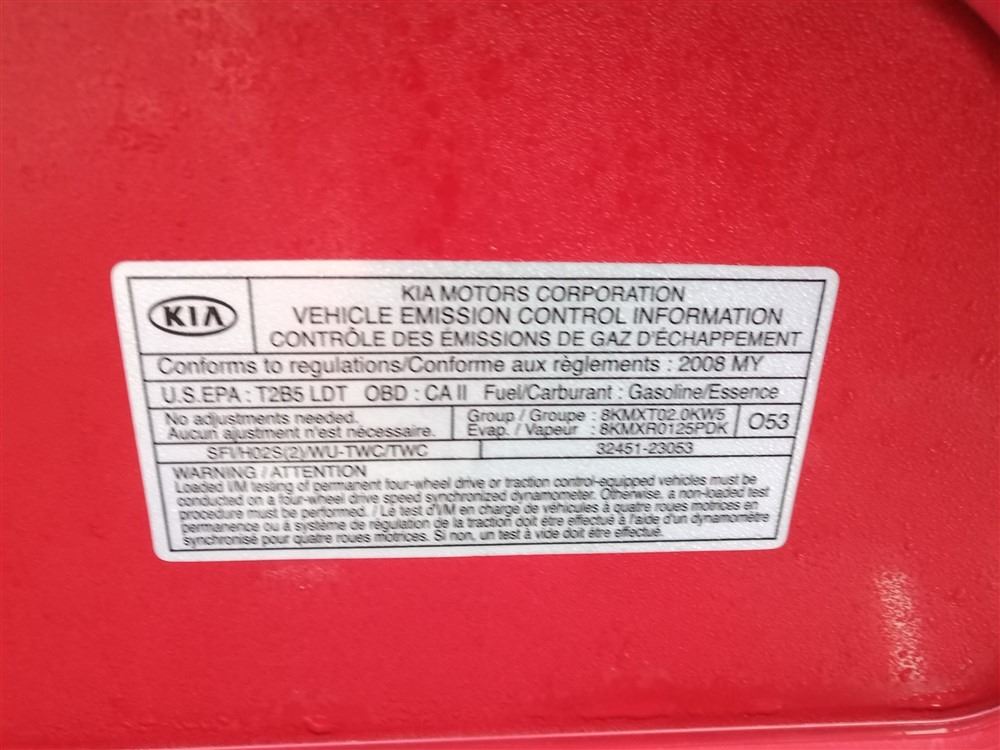 KIA
KIA MOTORS CORPORATION
VEHICLE EMISSION CONTROL INFORMATION
CONTRÔLE DES ÉMISSIONS DE GAZ D'ÉCHAPPEMENT
Conforms to regulations/Conforme aux règlements : 2008 MY
U.S.EPA : T2B5 LDT OBD : CA II Fuel/Carburant : Gasoline/Essence
No adjustments needed.
Aucun ajustment n'est nécessaire.
Group / Groupe : 8KMXT02.0KW5
Evap. / Vapeur : 8KMXR0125PDK
O53
SFI/HO2S(2)/WU-TWC/TWC
32451-23053
WARNING / ATTENTION
Loaded I/M testing of permanent four-wheel drive or traction control-equipped vehicles must be
conducted on a four-wheel drive speed synchronized dynamometer. Otherwise, a non-loaded test
procedure must be performed. / Le test d'I/M en charge de véhicules à quatre roues motrices en
permanence ou à système de régulation de la traction doit être effectué à l'aide d'un dynamomètre
synchronisé pour quatre roues motrices. Si non, un test à vide doit être effectué.